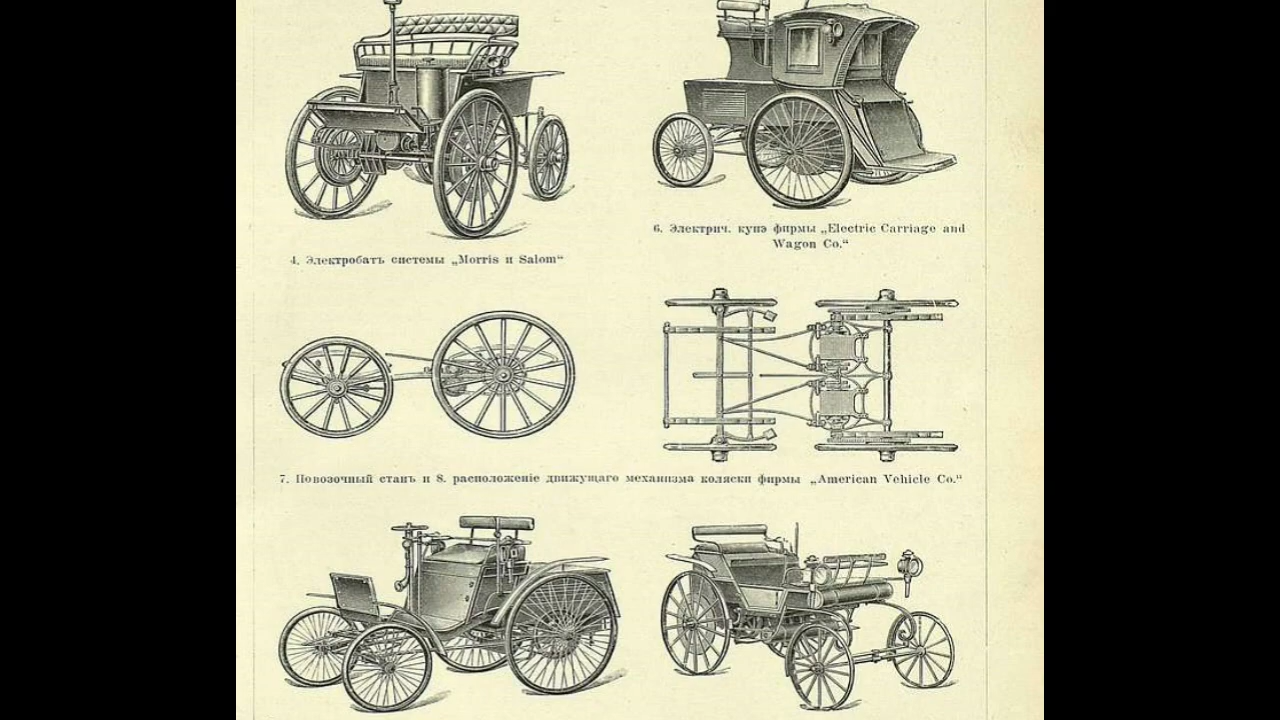 6. Электрич. купэ фирмы „Electric Carriage and
Wagon Co.“
4. Электробатъ системы „Morris и Salom“
7. Повозочный станъ и 8. расположеніе движущаго механизма коляски фирмы „American Vehicle Co.“